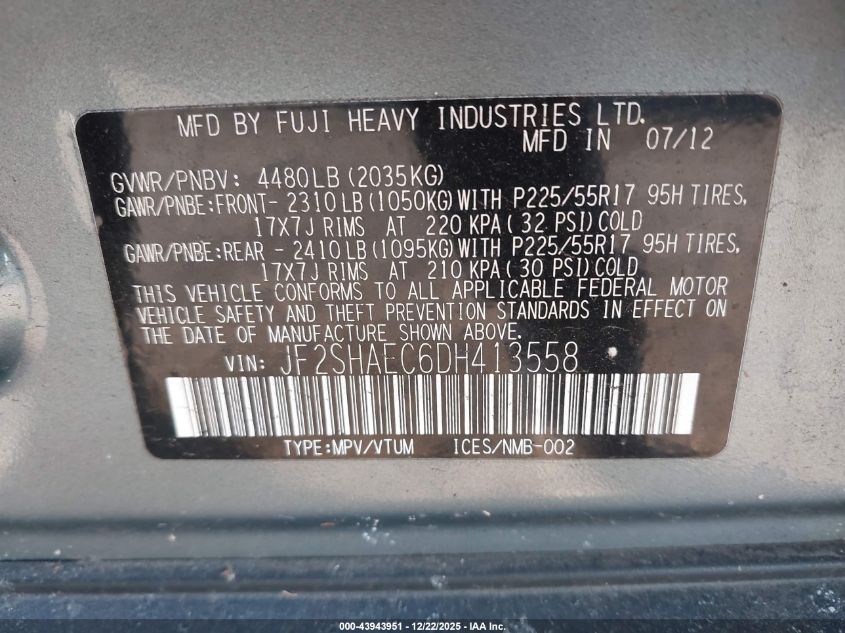 MFD BY FUJI HEAVY INDUSTRIES LTD.
MFD IN 07/12
GVWR/PNBV: 4480LB (2035KG)
GAWR/PNBE:FRONT- 2310LB (1050KG) WITH P225/55R17 95H TIRES,
17X7J RIMS AT 220 KPA( 32 PSI) COLD
GAWR/PNBE:REAR - 2410LB (1095KG) WITH P225/55R17 95H TIRES,
17X7J RIMS AT 210 KPA( 30 PSI) COLD
THIS VEHICLE CONFORMS TO ALL APPLICABLE FEDERAL MOTOR
VEHICLE SAFETY AND THEFT PREVENTION STANDARDS IN EFFECT ON
THE DATE OF MANUFACTURE SHOWN ABOVE.
VIN: JF2SHAEC6DH413558
TYPE:MPV/VTUM ICES/NMB-002
000-43943951 - 12/22/2025 - IAA Inc.